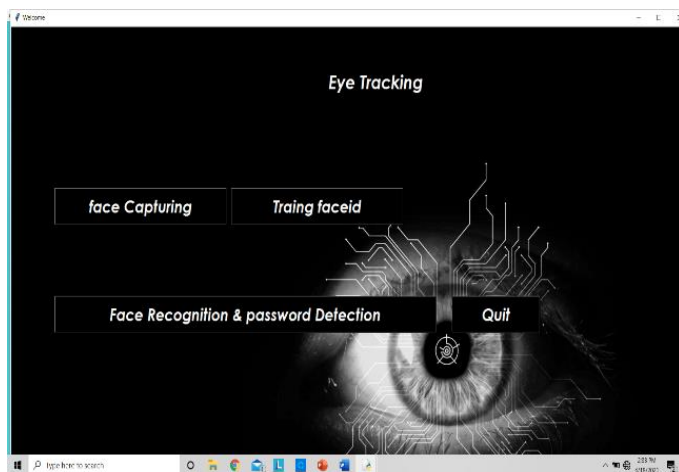 Welcome
Eye Tracking
face Capturing
Traing faceid
Face Recognition & password Detection
Quit
Type here to search